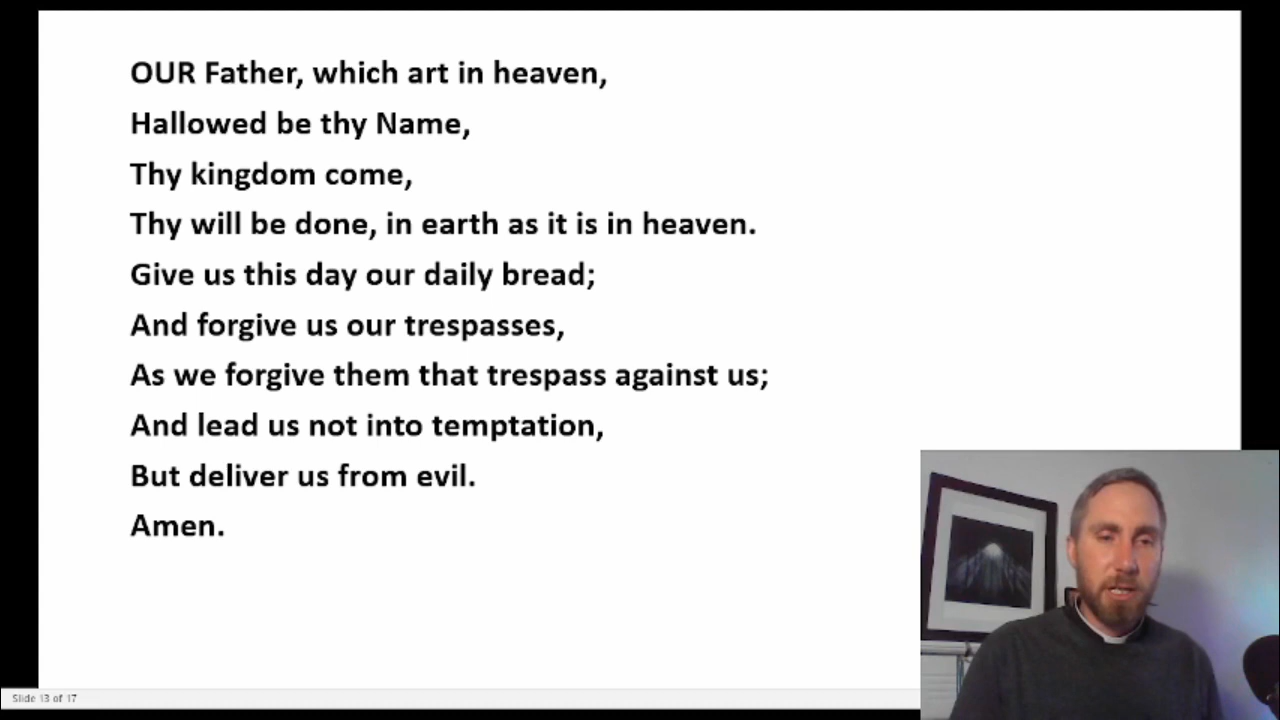 OUR Father, which art in heaven,
Hallowed be thy Name,
Thy kingdom come,
Thy will be done, in earth as it is in heaven.
Give us this day our daily bread;
And forgive us our trespasses,
As we forgive them that trespass against us;
And lead us not into temptation,
But deliver us from evil.
Amen.
Slide 13 of 17